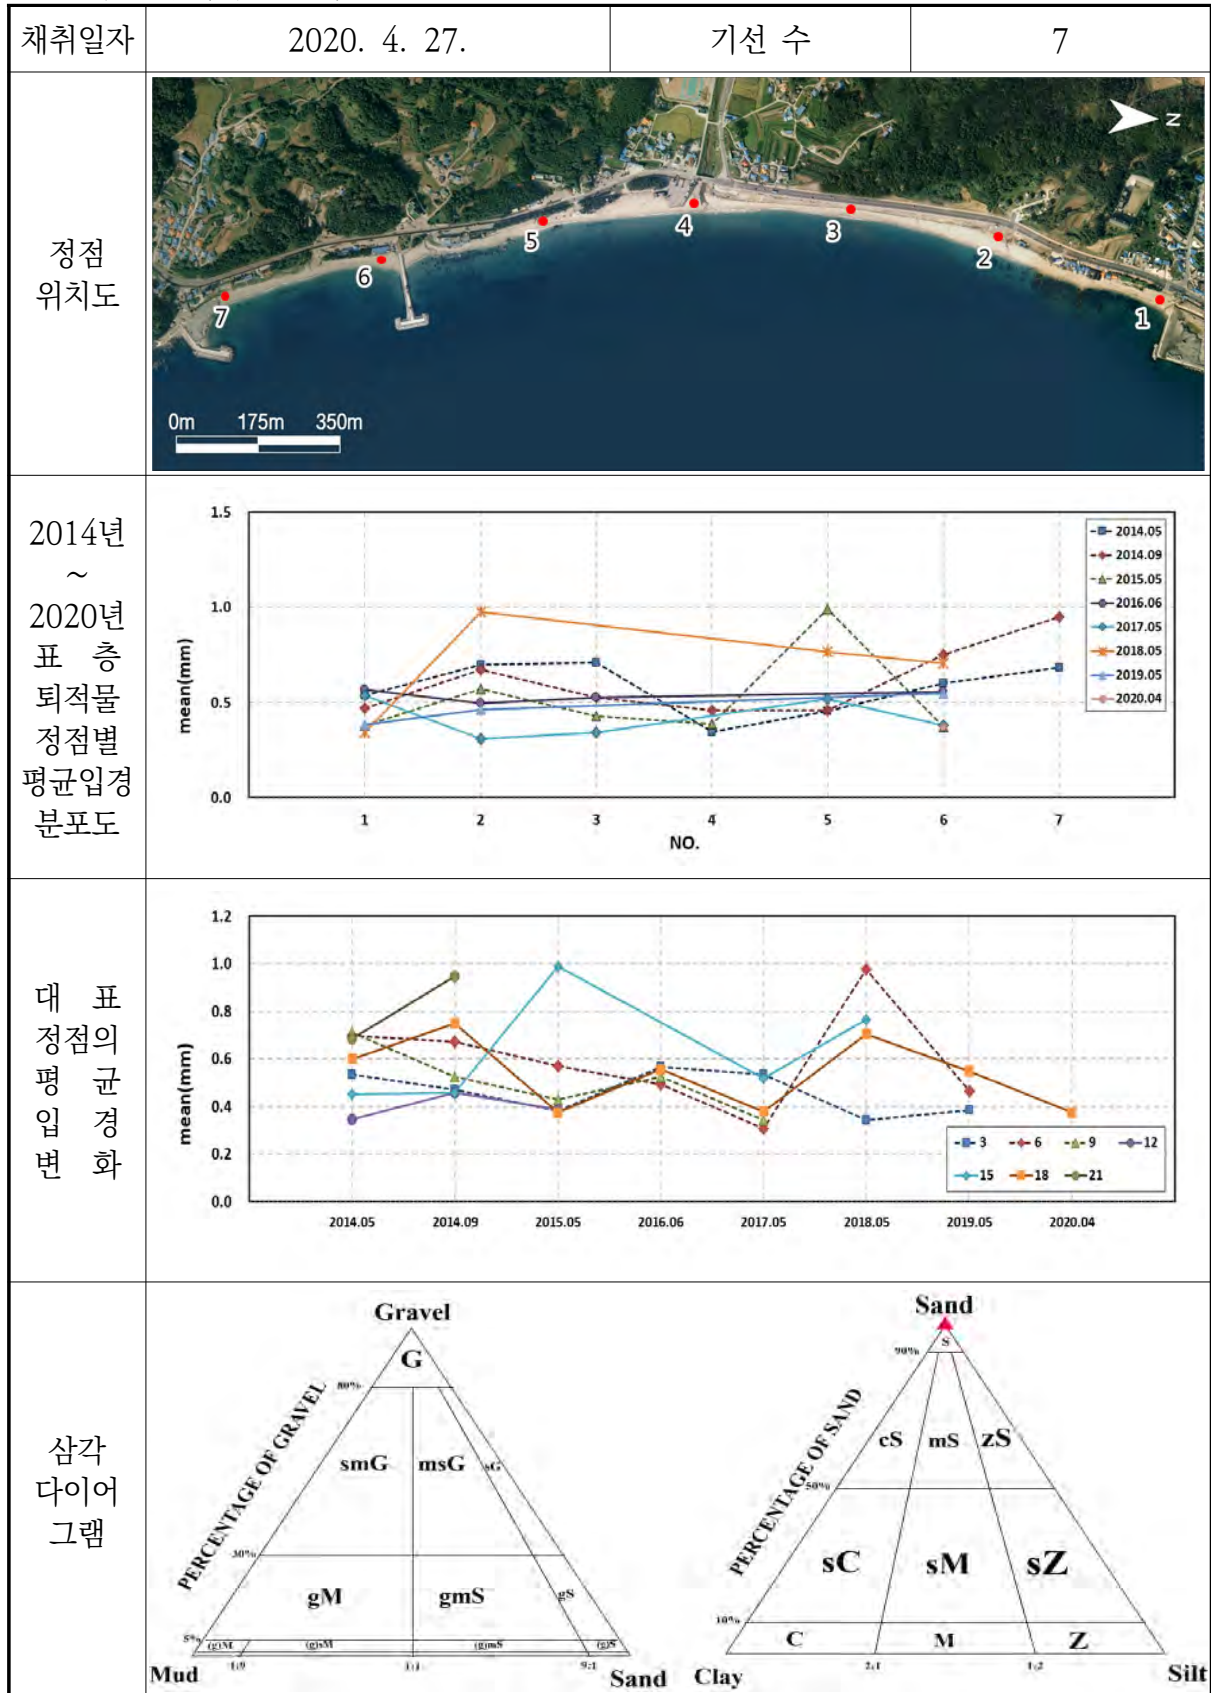 채취일자 2020. 4. 27. 기선 수 7
정점
위치도
N
1
2
3
4
5
6
7
0m 175m 350m
2014년
~
2020년
표 층
퇴적물
정점별
평균입경
분포도
mean(mm)
1.5
1.0
0.5
0.0
1 2 3 4 5 6 7
NO.
2014.05
2014.09
2015.05
2016.06
2017.05
2018.05
2019.05
2020.04
대 표
정점의
평 균
입 경
변 화
mean(mm)
1.2
1.0
0.8
0.6
0.4
0.2
0.0
2014.05 2014.09 2015.05 2016.06 2017.05 2018.05 2019.05 2020.04
3 6 9 12
15 18 21
삼각
다이어
그램
Gravel
G
80%
PERCENTAGE OF GRAVEL
smG msG sG
30%
gM gmS gS
5%
(g)M (g)sM (g)mS (g)S
Mud 1:9 1:1 9:1 Sand
Sand
S
90%
PERCENTAGE OF SAND
cS mS zS
50%
sC sM sZ
10%
C M Z
Clay 2:1 1:2 Silt